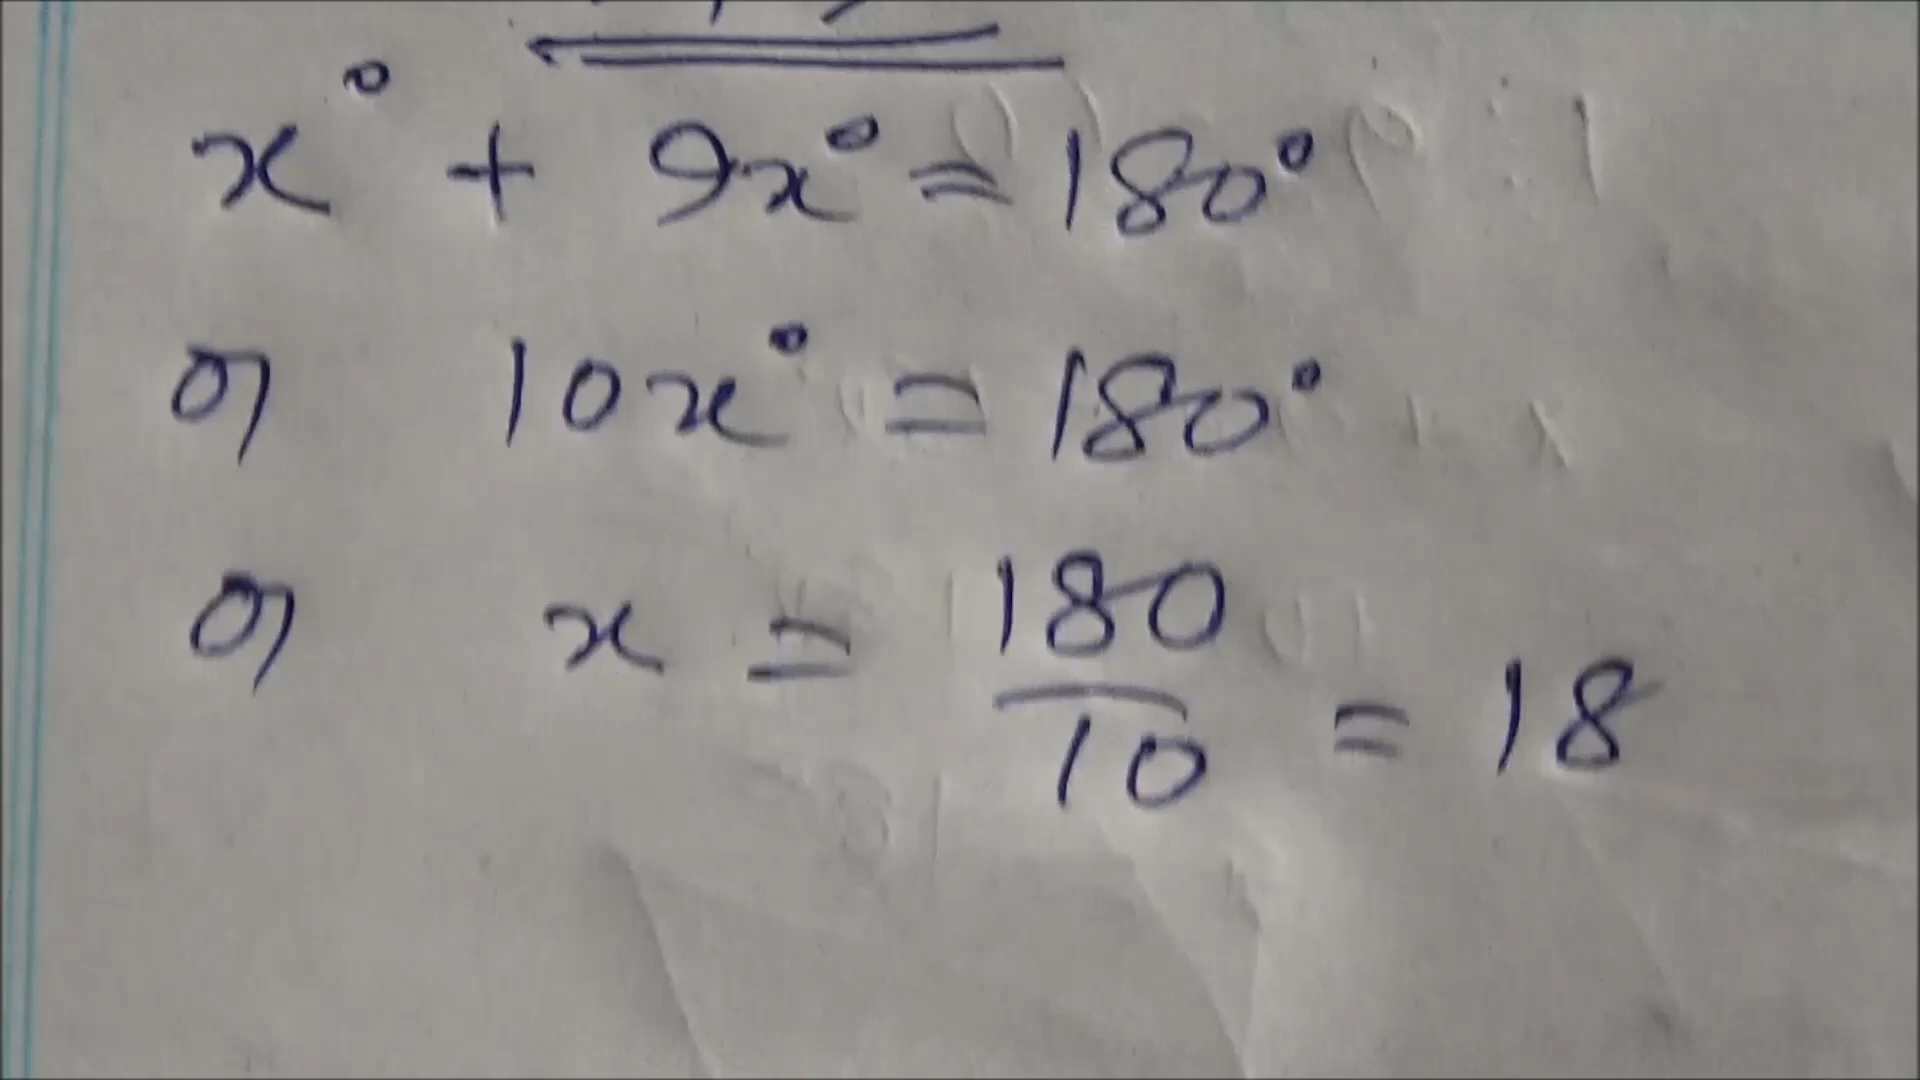 x° + 9x° = 180°
or 10x° = 180°
or x = 180/10 = 18